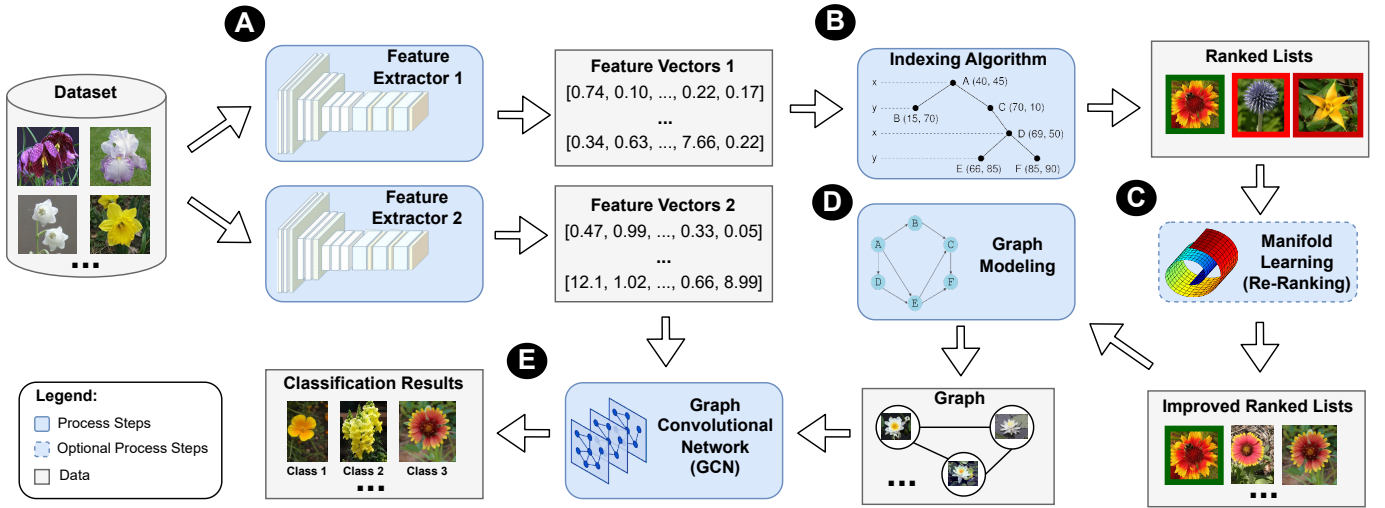 A
Dataset
...
Feature
Extractor 1
Feature
Extractor 2
Feature Vectors 1
[0.74, 0.10, ..., 0.22, 0.17]
...
[0.34, 0.63, ..., 7.66, 0.22]
Feature Vectors 2
[0.47, 0.99, ..., 0.33, 0.05]
...
[12.1, 1.02, ..., 0.66, 8.99]
B
Indexing Algorithm
x
A (40, 45)
y
B (15, 70)
C (70, 10)
x
D (69, 50)
y
E (66, 85)
F (85, 90)
Ranked Lists
C
Manifold
Learning
(Re-Ranking)
Improved Ranked Lists
...
D
Graph
Modeling
A
B
C
D
E
F
Graph
...
E
Graph
Convolutional
Network
(GCN)
Classification Results
Class 1
Class 2
Class 3
...
Legend:
Process Steps
Optional Process Steps
Data